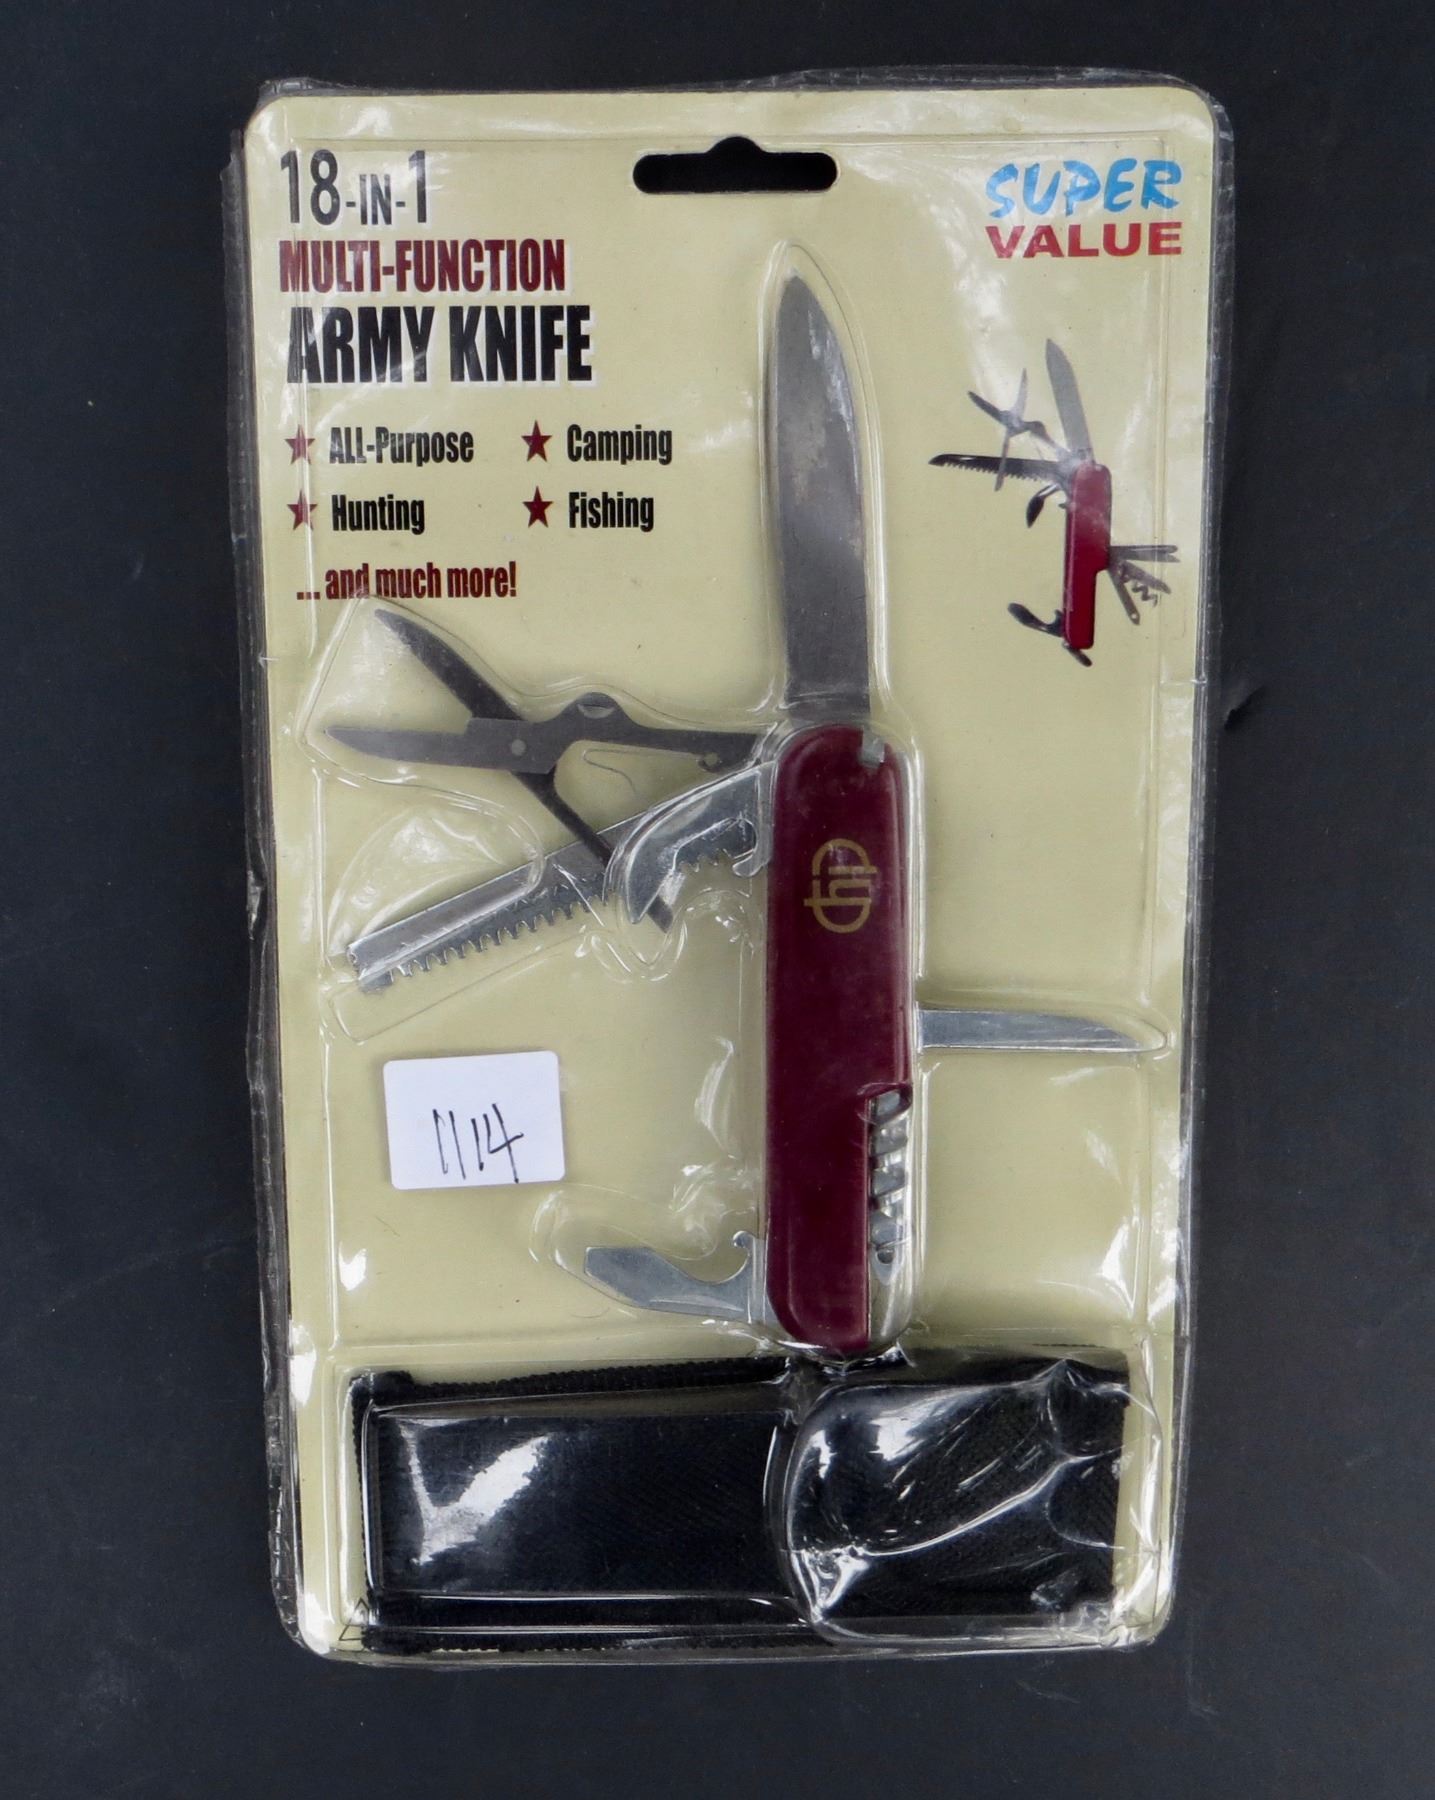 18-IN-1
MULTI-FUNCTION
ARMY KNIFE
SUPER
VALUE
ALL-Purpose
Camping
Hunting
Fishing
... and much more!
1114